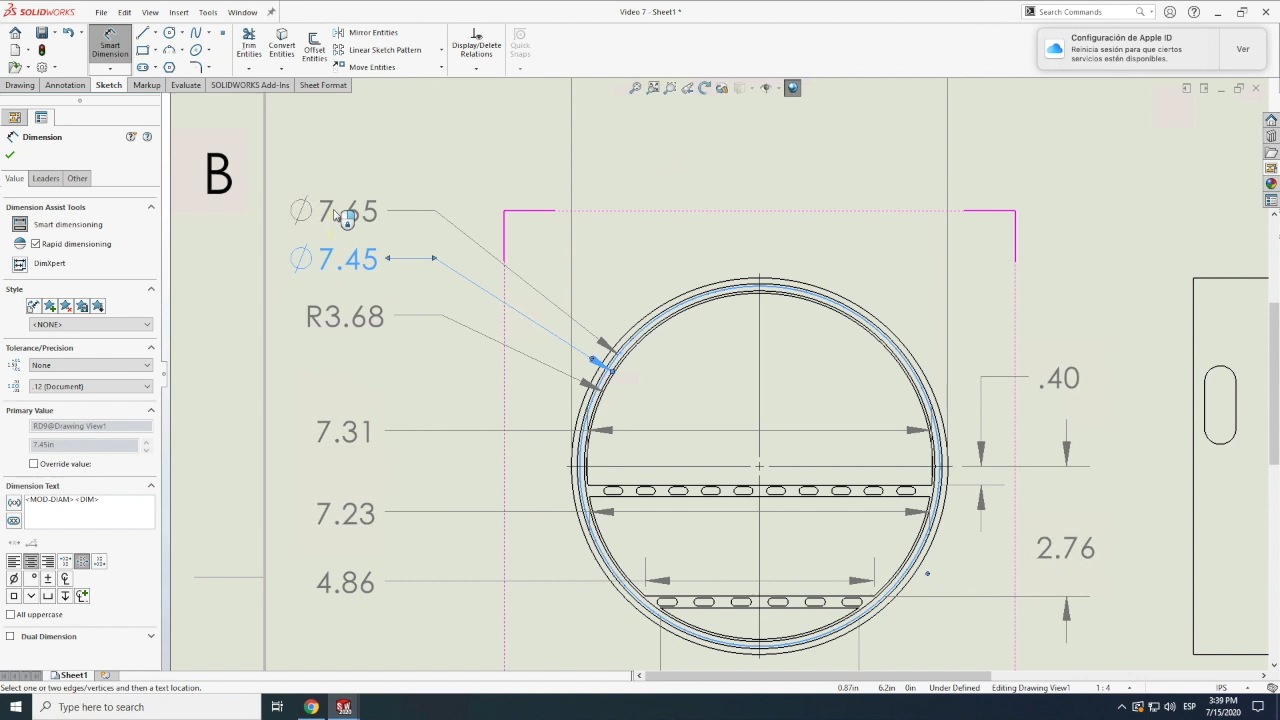 SOLIDWORKS
File
Edit
View
Insert
Tools
Window
Video 7 - Sheet1 *
Search Commands
Smart
Dimension
Trim
Entities
Convert
Entities
Offset
Entities
Mirror Entities
Linear Sketch Pattern
Move Entities
Display/Delete
Relations
Quick
Snaps
Configuración de Apple ID
Reinicia sesión para que ciertos
servicios estén disponibles.
Ver
Drawing
Annotation
Sketch
Markup
Evaluate
SOLIDWORKS Add-Ins
Sheet Format
Dimension
Value
Leaders
Other
Dimension Assist Tools
Smart dimensioning
Rapid dimensioning
DimXpert
Style
<NONE>
Tolerance/Precision
None
.12 (Document)
Primary Value
RD9@Drawing View1
7.45in
Override value:
Dimension Text
<MOD-DIAM><DIM>
All uppercase
Dual Dimension
B
∅ 7.65
∅ 7.45
R3.68
7.31
7.23
4.86
.40
2.76
Sheet1
Select one or two edges/vertices and then a text location.
0.87in
6.2in
0in
Under Defined
Editing Drawing View1
1 : 4
IPS
Type here to search
ESP
3:39 PM
7/15/2020